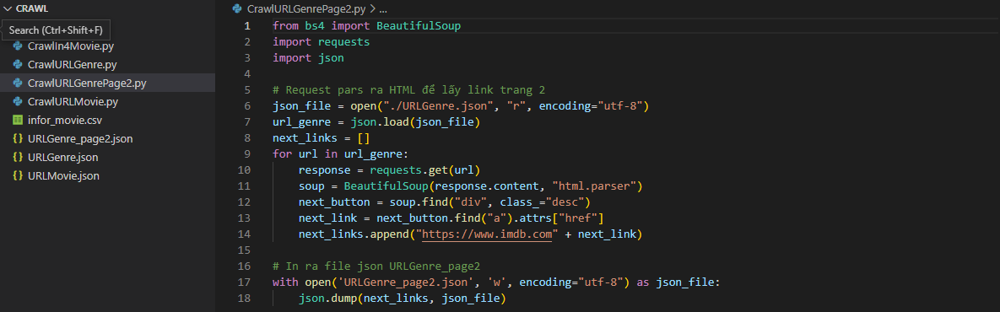 CRAWL
Search (Ctrl+Shift+F)
CrawlIn4Movie.py
CrawlURLGenre.py
CrawlURLGenrePage2.py
CrawlURLMovie.py
infor_movie.csv
{} URLGenre_page2.json
{} URLGenre.json
{} URLMovie.json
CrawlURLGenrePage2.py > ...
1 from bs4 import BeautifulSoup
2 import requests
3 import json
4
5 # Request pars ra HTML để lấy link trang 2
6 json_file = open("./URLGenre.json", "r", encoding="utf-8")
7 url_genre = json.load(json_file)
8 next_links = []
9 for url in url_genre:
10     response = requests.get(url)
11     soup = BeautifulSoup(response.content, "html.parser")
12     next_button = soup.find("div", class_="desc")
13     next_link = next_button.find("a").attrs["href"]
14     next_links.append("https://www.imdb.com" + next_link)
15
16 # In ra file json URLGenre_page2
17 with open('URLGenre_page2.json', 'w', encoding="utf-8") as json_file:
18     json.dump(next_links, json_file)